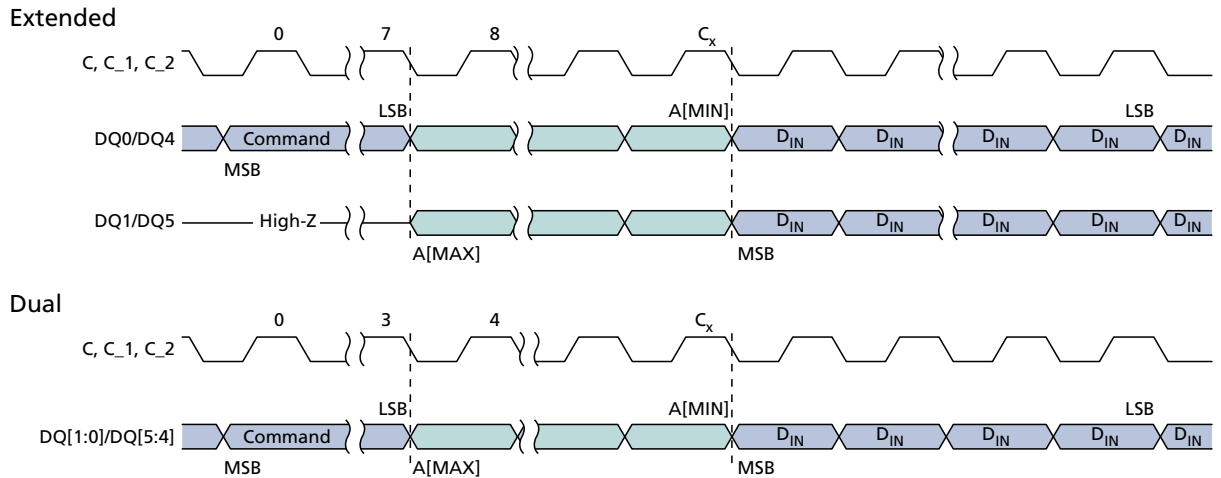 Extended
0 7 8 Cx
C, C_1, C_2
LSB A[MIN] LSB
DQ0/DQ4 Command DIN DIN DIN DIN DIN
MSB
DQ1/DQ5 High-Z DIN DIN DIN DIN DIN
A[MAX] MSB
Dual
0 3 4 Cx
C, C_1, C_2
LSB A[MIN] LSB
DQ[1:0]/DQ[5:4] Command DIN DIN DIN DIN DIN
MSB A[MAX] MSB